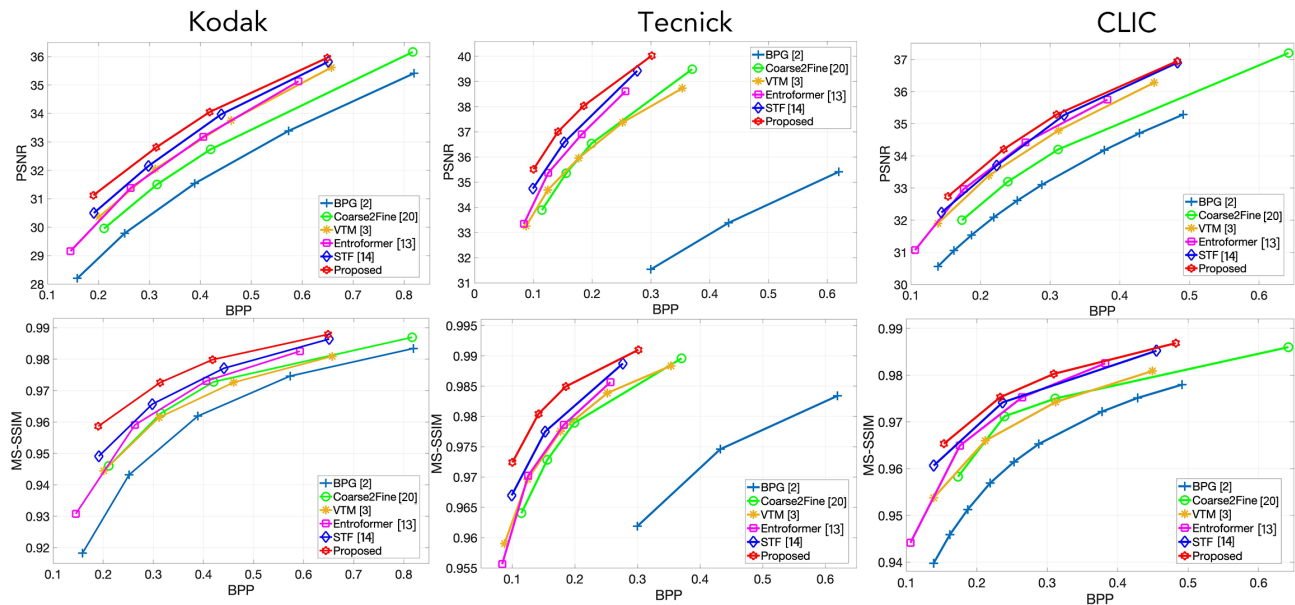 Kodak
Tecnick
CLIC
36
35
34
33
32
31
30
29
28
PSNR
0.1 0.2 0.3 0.4 0.5 0.6 0.7 0.8
BPP
BPG [2]
Coarse2Fine [20]
VTM [3]
Entroformer [13]
STF [14]
Proposed
40
39
38
37
36
35
34
33
32
31
PSNR
0 0.1 0.2 0.3 0.4 0.5 0.6
BPP
BPG [2]
Coarse2Fine [20]
VTM [3]
Entroformer [13]
STF [14]
Proposed
37
36
35
34
33
32
31
30
PSNR
0.1 0.2 0.3 0.4 0.5 0.6
BPP
BPG [2]
Coarse2Fine [20]
VTM [3]
Entroformer [13]
STF [14]
Proposed
0.99
0.98
0.97
0.96
0.95
0.94
0.93
0.92
MS-SSIM
0.1 0.2 0.3 0.4 0.5 0.6 0.7 0.8
BPP
BPG [2]
Coarse2Fine [20]
VTM [3]
Entroformer [13]
STF [14]
Proposed
0.995
0.99
0.985
0.98
0.975
0.97
0.965
0.96
0.955
MS-SSIM
0.1 0.2 0.3 0.4 0.5 0.6
BPP
BPG [2]
Coarse2Fine [20]
VTM [3]
Entroformer [13]
STF [14]
Proposed
0.99
0.98
0.97
0.96
0.95
0.94
MS-SSIM
0.1 0.2 0.3 0.4 0.5 0.6
BPP
BPG [2]
Coarse2Fine [20]
VTM [3]
Entroformer [13]
STF [14]
Proposed